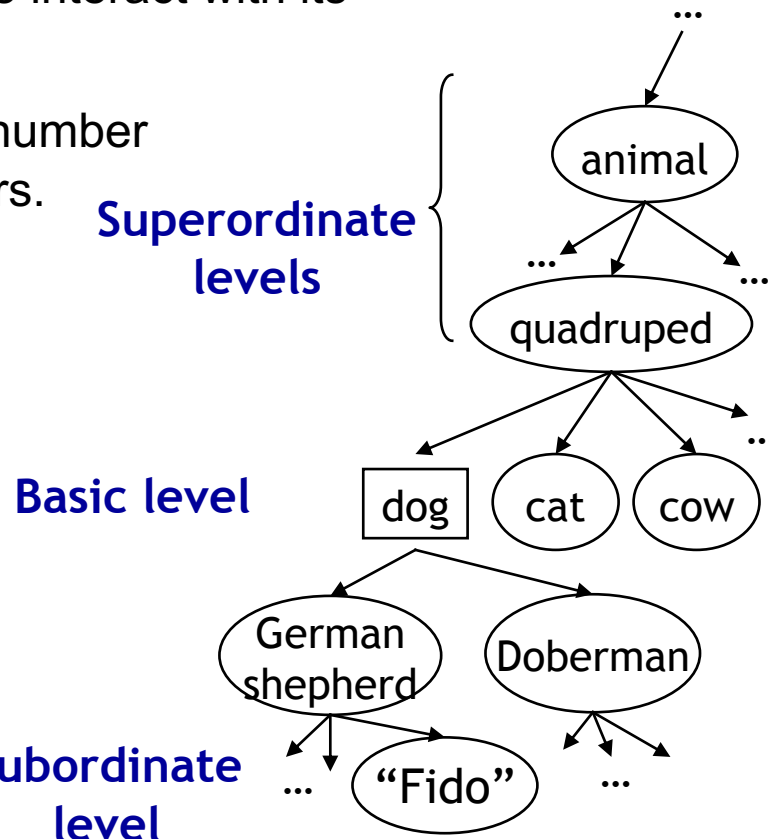 interact with its
...
number
rs.
animal
Superordinate
levels
...
...
quadruped
..
Basic level
dog
cat
cow
German
shepherd
Doberman
ubordinate
level
...
“Fido”
...